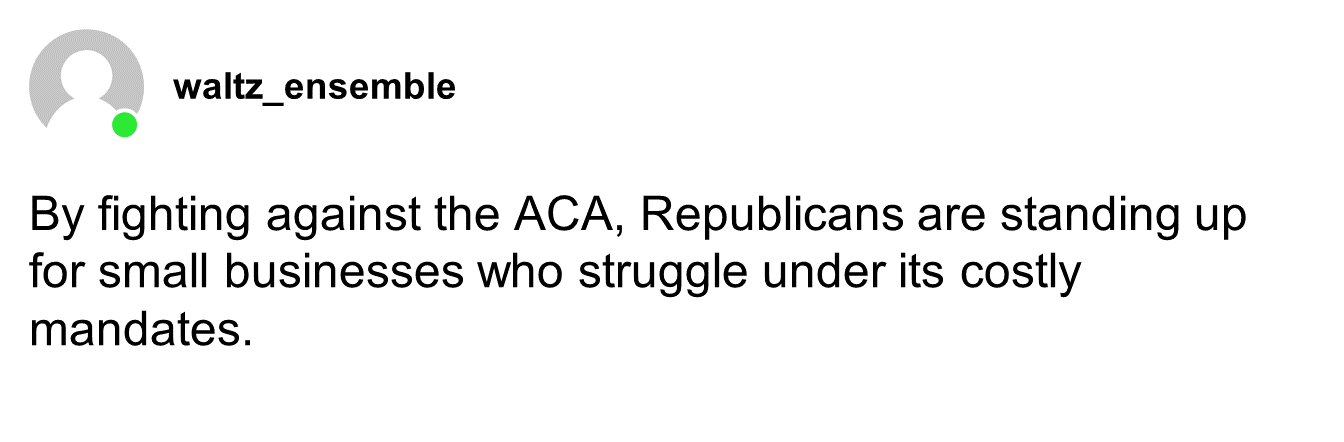 waltz_ensemble
By fighting against the ACA, Republicans are standing up
for small businesses who struggle under its costly
mandates.